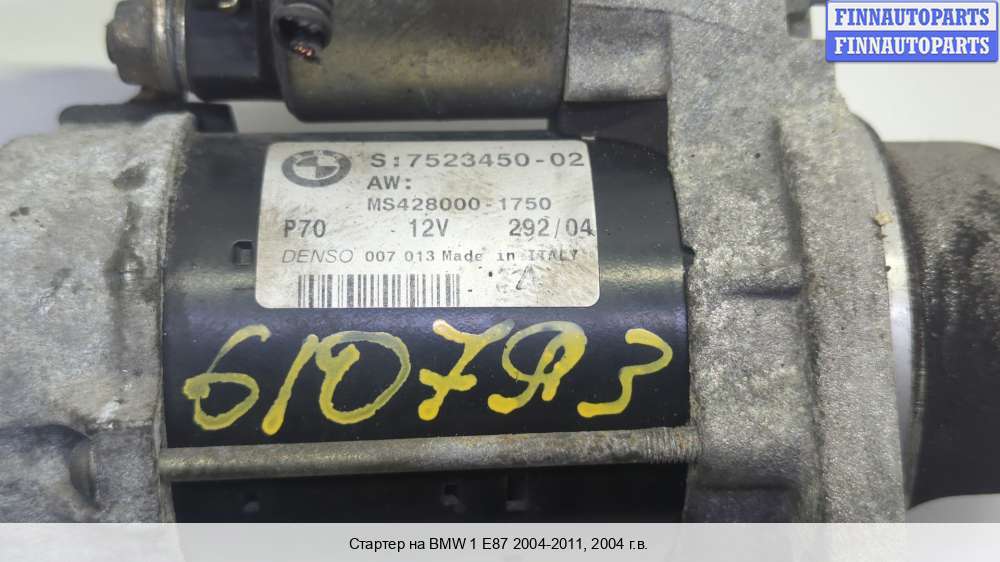 FINNAUTOPARTS
FINNAUTOPARTS
S:7523450-02
AW:
MS428000-1750
P70 12V 292/04
DENSO 007 013 Made in ITALY
Стартер на BMW 1 E87 2004-2011, 2004 г.в.